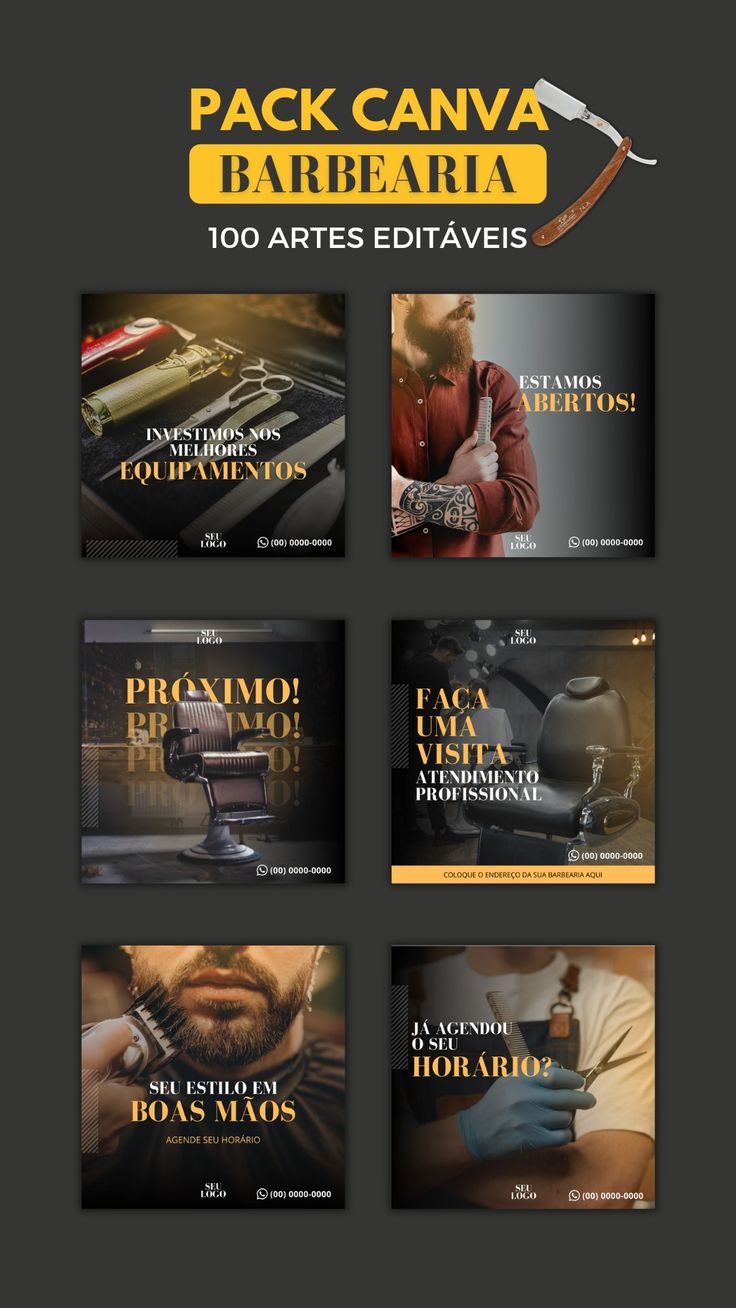 PACK CANVA
BARBEARIA
100 ARTES EDITÁVEIS
INVESTIMOS NOS
MELHORES
EQUIPAMENTOS
SEU
LOGO
(00) 0000-0000
ESTAMOS
ABERTOS!
SEU
LOGO
(00) 0000-0000
SEU
LOGO
PRÓXIMO!
PRÓXIMO!
PRÓXIMO!
PRÓXIMO!
(00) 0000-0000
SEU
LOGO
FAÇA
UMA
VISITA
ATENDIMENTO
PROFISSIONAL
(00) 0000-0000
COLOQUE O ENDEREÇO DA SUA BARBEARIA AQUI
SEU ESTILO EM
BOAS MÃOS
AGENDE SEU HORÁRIO
SEU
LOGO
(00) 0000-0000
JÁ AGENDOU
O SEU
HORÁRIO?
SEU
LOGO
(00) 0000-0000